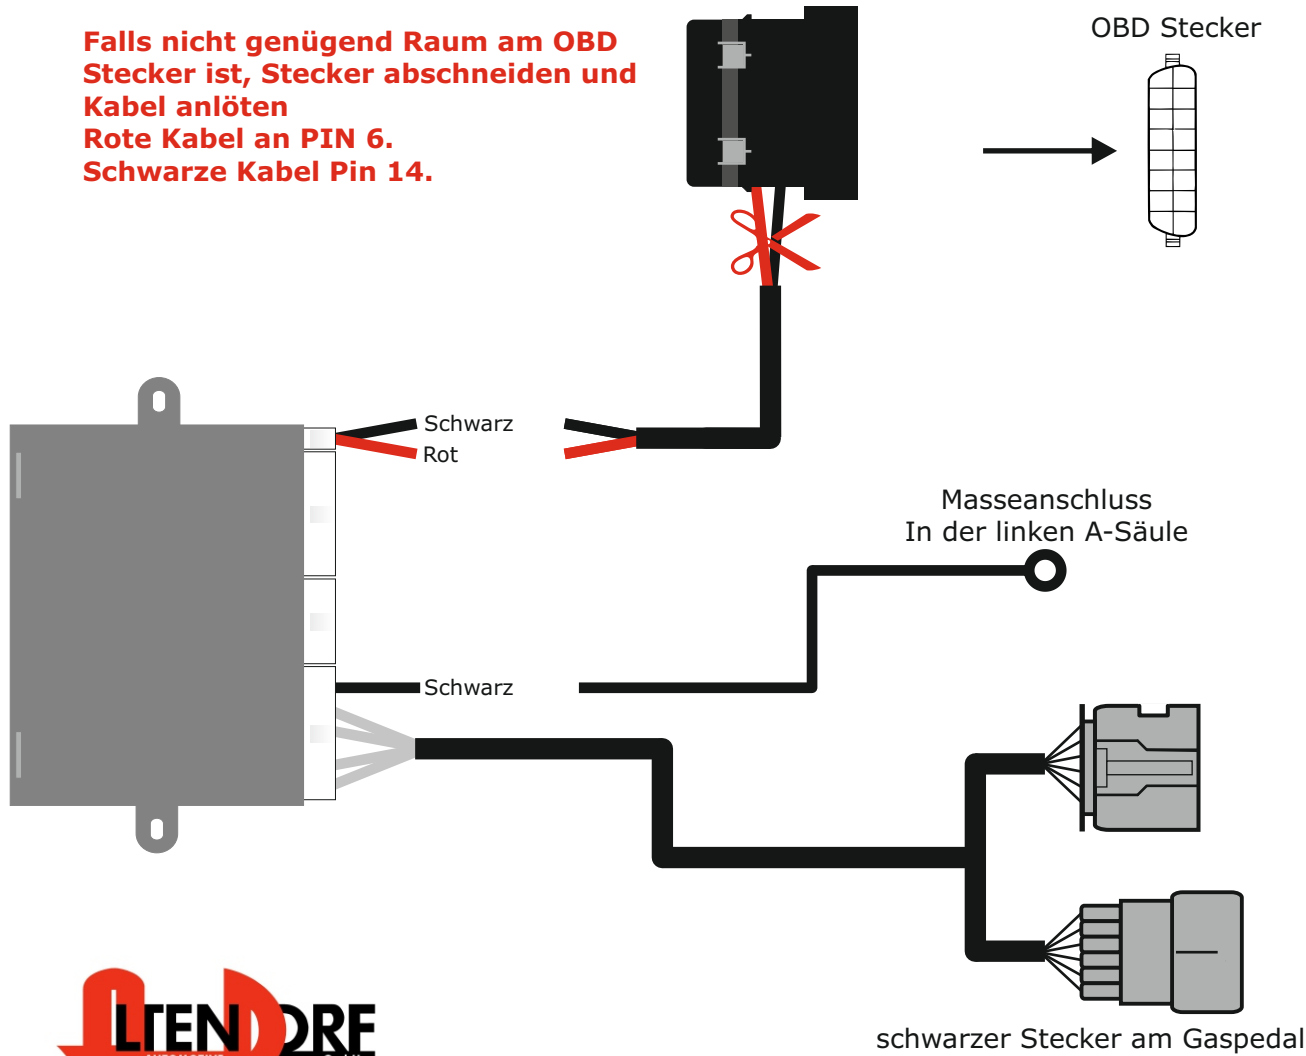 Falls nicht genügend Raum am OBD
Stecker ist, Stecker abschneiden und
Kabel anlöten
Rote Kabel an PIN 6.
Schwarze Kabel Pin 14.
OBD Stecker
Schwarz
Rot
Masseanschluss
In der linken A-Säule
Schwarz
schwarzer Stecker am Gaspedal
ALTENDORF